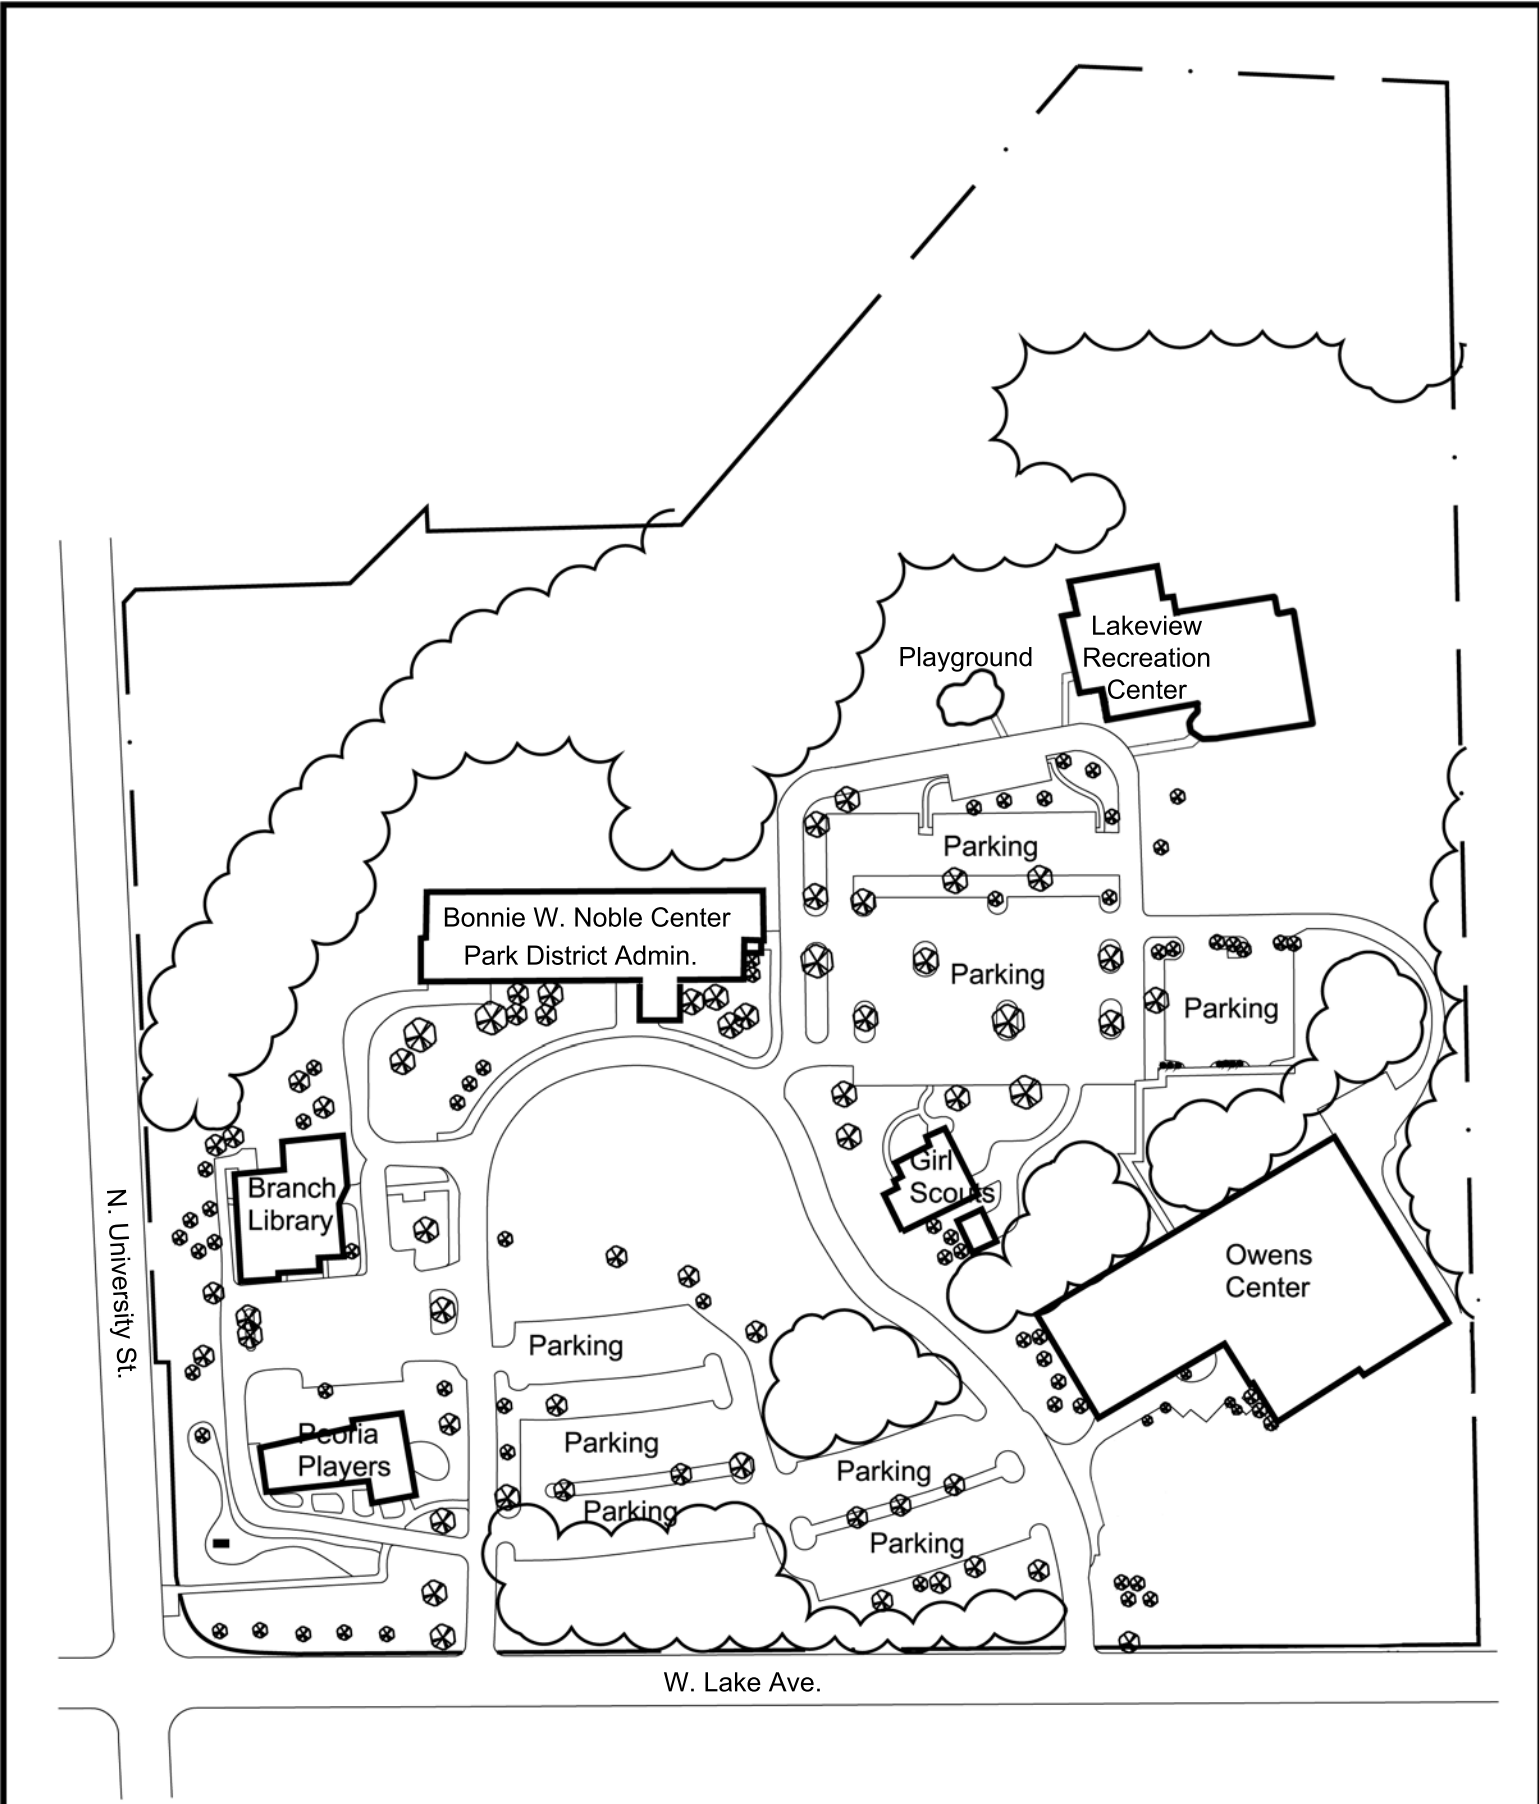 Lakeview
Recreation
Center
Playground
Parking
Bonnie W. Noble Center
Park District Admin.
Parking
Parking
Girl
Scouts
Branch
Library
N. University St.
Owens
Center
Parking
Peoria
Players
Parking
Parking
Parking
Parking
W. Lake Ave.